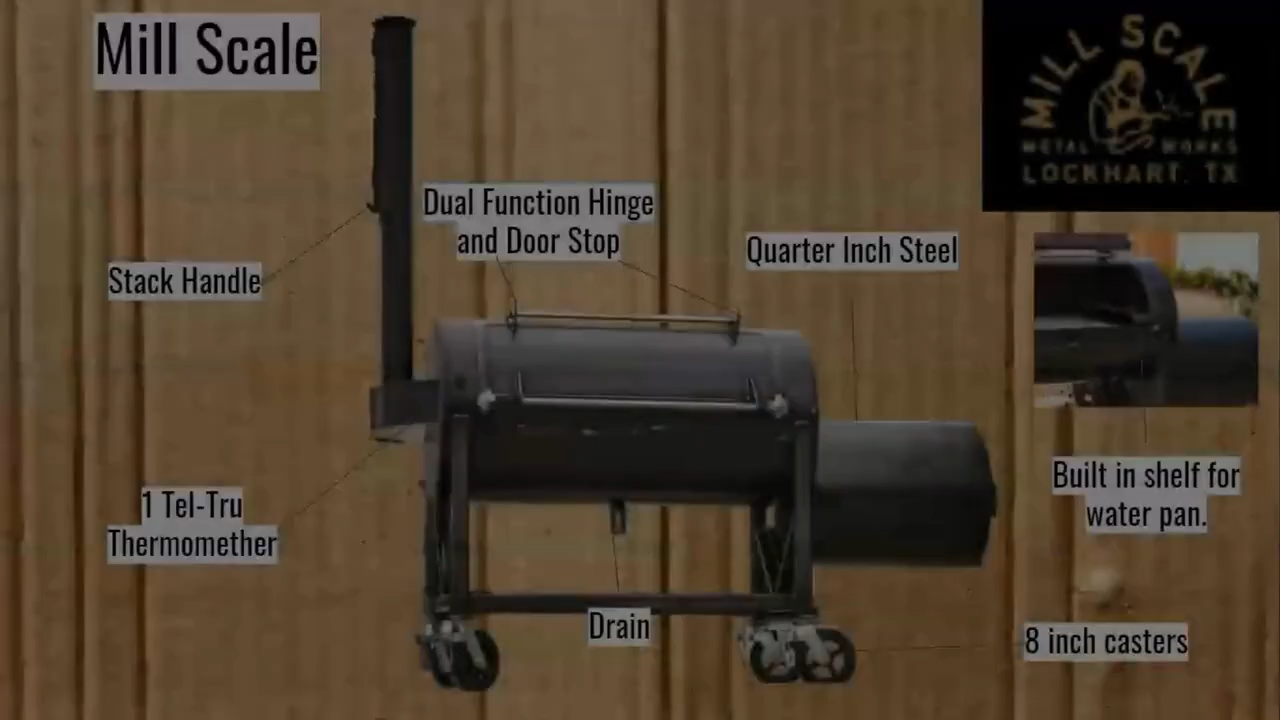 Mill Scale
MILL SCALE
METAL WORKS
LOCKHART, TX
Dual Function Hinge
and Door Stop
Quarter Inch Steel
Stack Handle
Built in shelf for
water pan.
1 Tel-Tru
Thermomether
Drain
8 inch casters